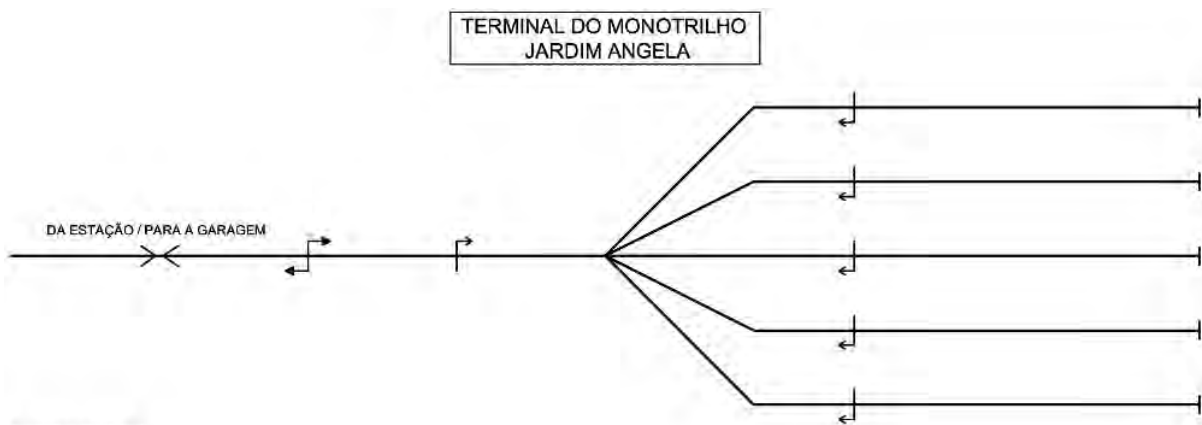 TERMINAL DO MONOTRILHO
JARDIM ANGELA
DA ESTAÇÃO / PARA A GARAGEM